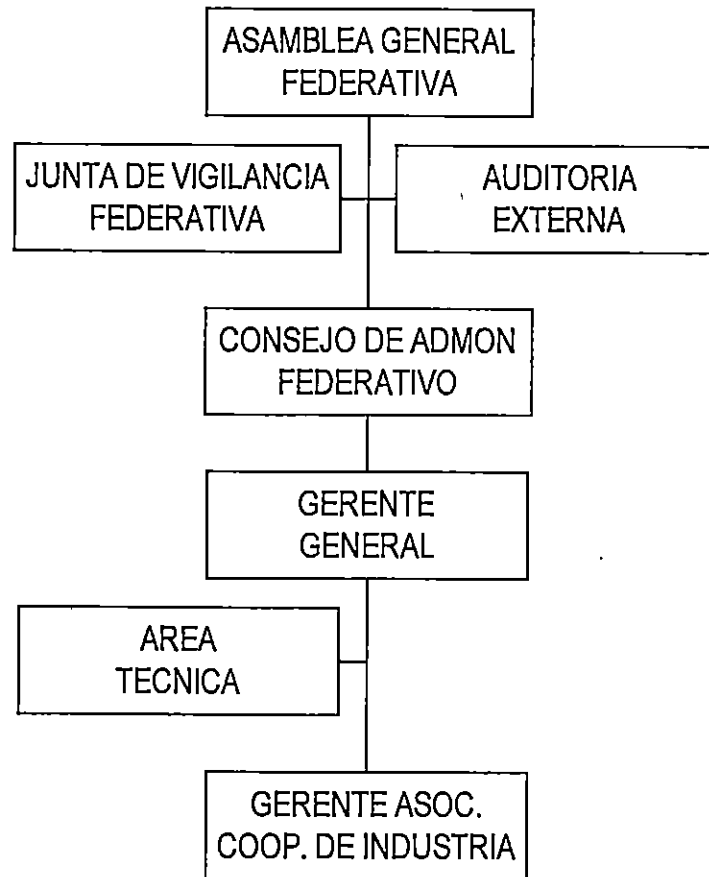 ASAMBLEA GENERAL
FEDERATIVA
JUNTA DE VIGILANCIA
FEDERATIVA
AUDITORIA
EXTERNA
CONSEJO DE ADMON
FEDERATIVO
GERENTE
GENERAL
AREA
TECNICA
GERENTE ASOC.
COOP. DE INDUSTRIA